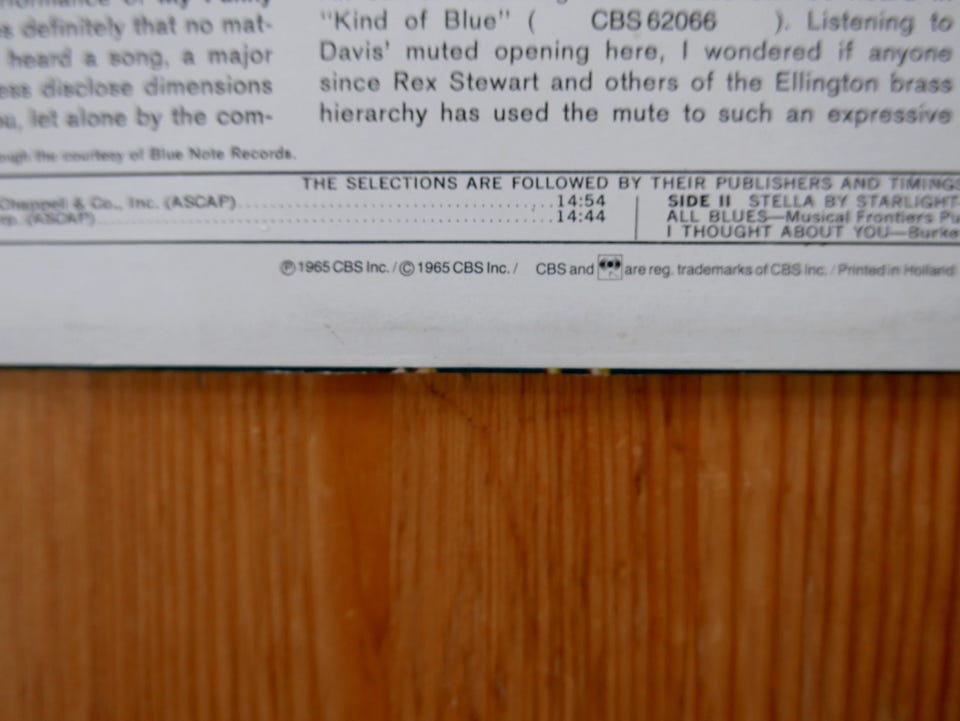 s definitely that no mat-
heard a song, a major
ess disclose dimensions
u, let alone by the com-
"Kind of Blue" ( CBS 62066 ). Listening to
Davis' muted opening here, I wondered if anyone
since Rex Stewart and others of the Ellington brass
hierarchy has used the mute to such an expressive
ough the courtesy of Blue Note Records.
THE SELECTIONS ARE FOLLOWED BY THEIR PUBLISHERS AND TIMINGS
Chappell & Co., Inc. (ASCAP) 14:54
rp. (ASCAP) 14:44
SIDE II STELLA BY STARLIGHT
ALL BLUES—Musical Frontiers Pu
I THOUGHT ABOUT YOU—Burke
Ⓟ 1965 CBS Inc. / © 1965 CBS Inc. / CBS and are reg. trademarks of CBS Inc. / Printed in Holland